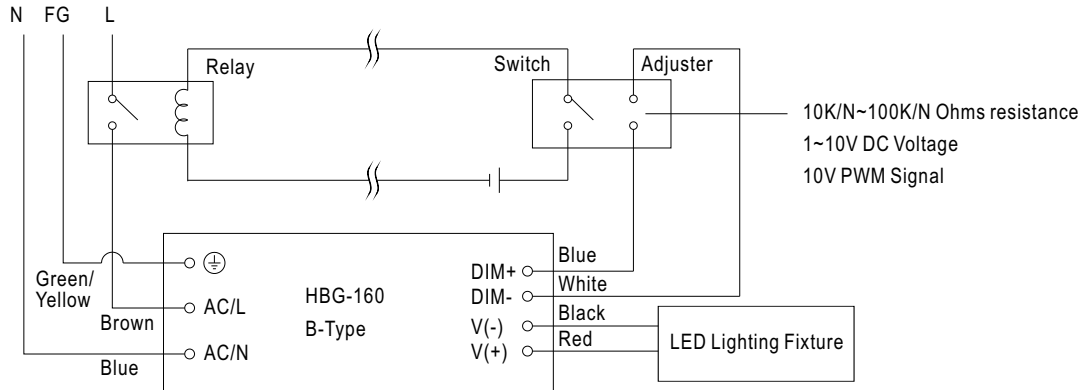 N FG L
Relay
Switch
Adjuster
10K/N~100K/N Ohms resistance
1~10V DC Voltage
10V PWM Signal
Green/
Yellow
Brown
Blue
AC/L
AC/N
HBG-160
B-Type
DIM+
DIM-
V(-)
V(+)
Blue
White
Black
Red
LED Lighting Fixture